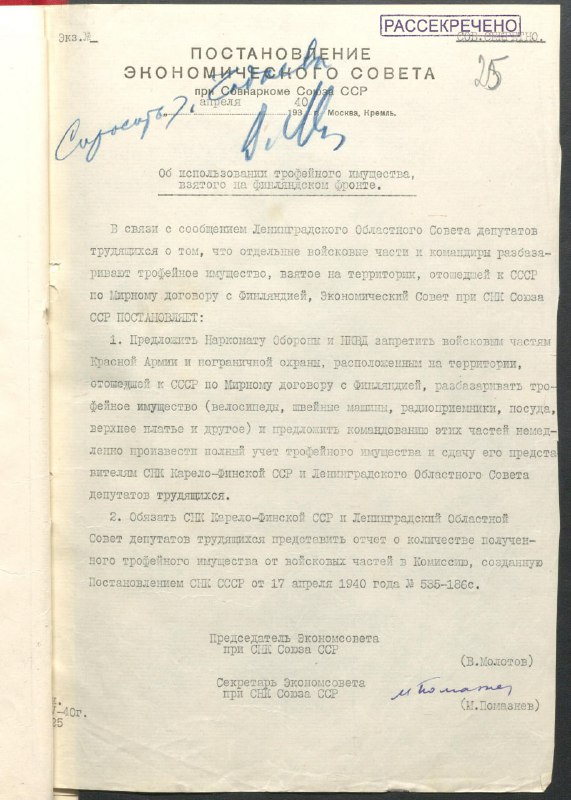 РАССЕКРЕЧЕНО
Экз.№_
СОВ.СЕКРЕТНО.
25
ПОСТАНОВЛЕНИЕ
ЭКОНОМИЧЕСКОГО СОВЕТА
при Совнаркоме Союза ССР
апреля 40
193 г. Москва, Кремль.
Об использовании трофейного имущества,
взятого на финляндском фронте.
В связи с сообщением Ленинградского Областного Совета депутатов
трудящихся о том, что отдельные войсковые части и командиры разбаза-
ривают трофейное имущество, взятое на территории, отошедшей к СССР
по Мирному договору с Финляндией, Экономический Совет при СНК Союза
ССР ПОСТАНОВЛЯЕТ:
1. Предложить Наркомату Обороны и НКВД запретить войсковым частям
Красной Армии и пограничной охраны, расположенным на территории,
отошедшей к СССР по Мирному договору с Финляндией, разбазаривать тро-
фейное имущество (велосипеды, швейные машины, радиоприемники, посуда,
верхнее платье и другое) и предложить командованию этих частей немед-
ленно произвести полный учет трофейного имущества и сдачу его предста
вителям СНК Карело-Финской ССР и Ленинградского Областного Совета
депутатов трудящихся.
2. Обязать СНК Карело-Финской ССР и Ленинградский Областной
Совет депутатов трудящихся представить отчет о количестве получен-
ного трофейного имущества от войсковых частей в Комиссию, созданную
Постановлением СНК СССР от 17 апреля 1940 года № 535-186с.
Председатель Экономсовета
при СНК Союза ССР
(В.Молотов)
Секретарь Экономсовета
при СНК Союза ССР
М Помазнев
(М.Помазнев)
-40г.
25